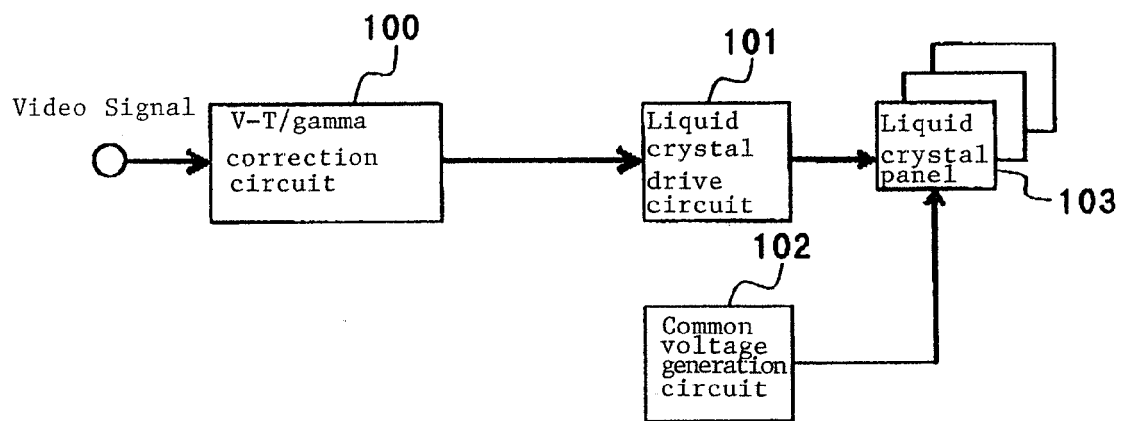 100
Video Signal
V-T/gamma
correction
circuit
101
Liquid
crystal
drive
circuit
Liquid
crystal
panel
103
102
Common
voltage
generation
circuit